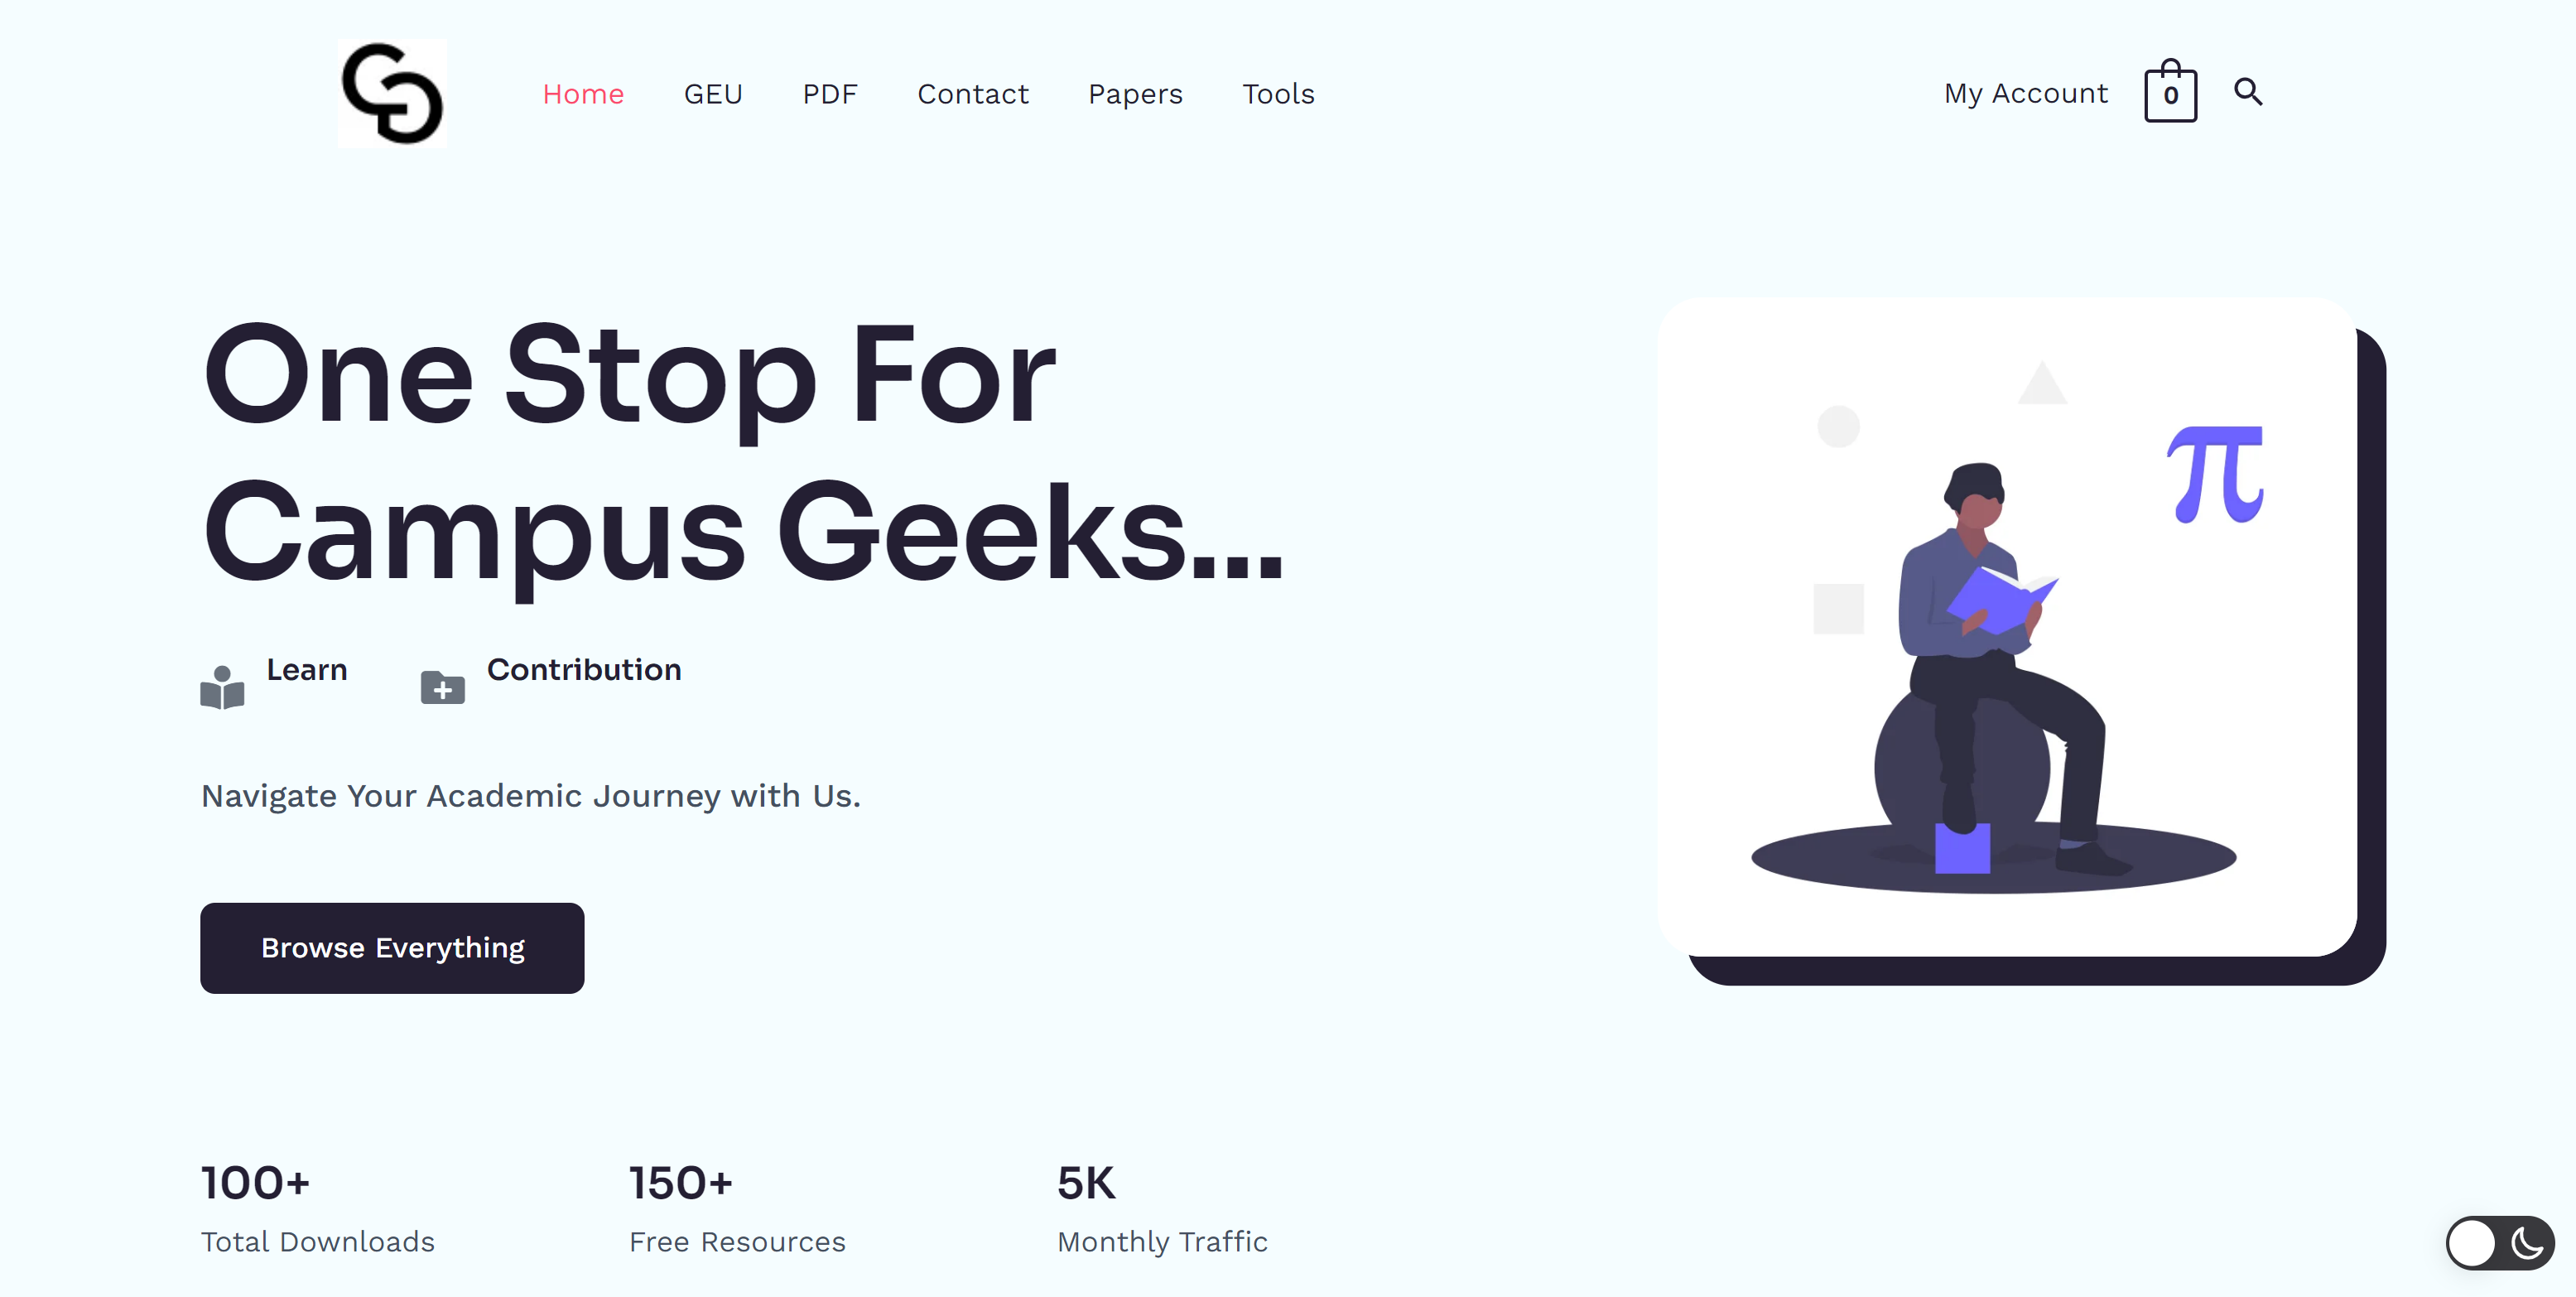 Home GEU PDF Contact Papers Tools
My Account 0
One Stop For
Campus Geeks...
Learn Contribution
Navigate Your Academic Journey with Us.
Browse Everything
π
100+ 150+ 5K
Total Downloads Free Resources Monthly Traffic